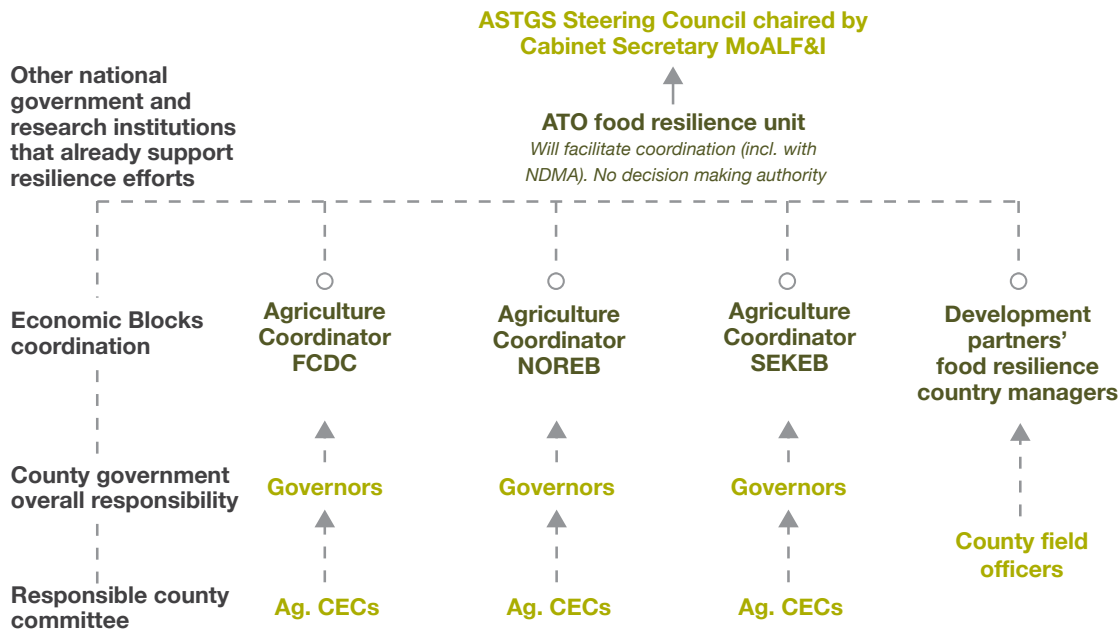 ASTGS Steering Council chaired by
Cabinet Secretary MoALF&I
Other national
government and
research institutions
that already support
resilience efforts
ATO food resilience unit
Will facilitate coordination (incl. with
NDMA). No decision making authority
Economic Blocks
coordination
Agriculture
Coordinator
FCDC
Agriculture
Coordinator
NOREB
Agriculture
Coordinator
SEKEB
Development
partners'
food resilience
country managers
County government
overall responsibility
Governors
Governors
Governors
County field
officers
Responsible county
committee
Ag. CECs
Ag. CECs
Ag. CECs